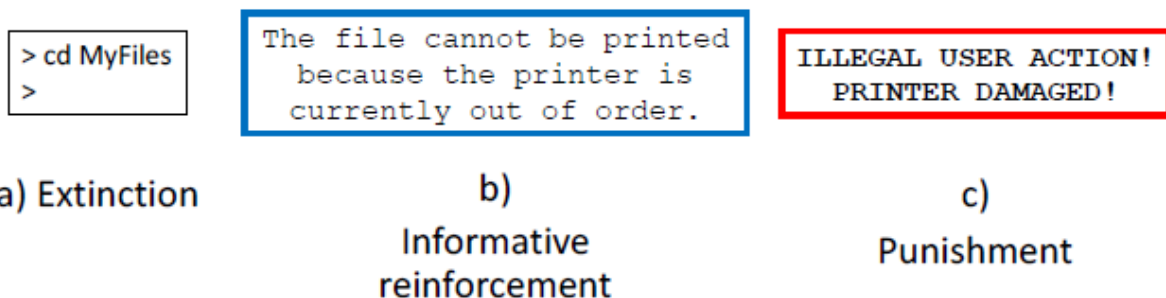 > cd MyFiles
>
The file cannot be printed
because the printer is
currently out of order.
ILLEGAL USER ACTION!
PRINTER DAMAGED!
a) Extinction
b)
Informative
reinforcement
c)
Punishment